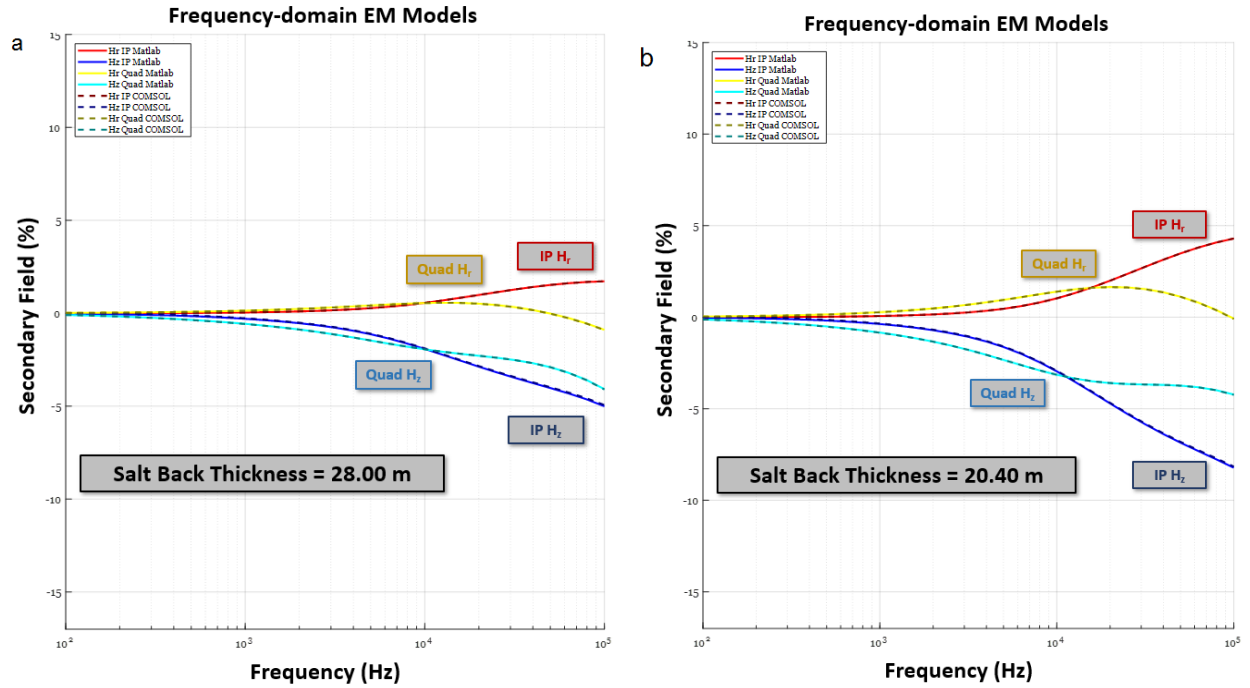 Frequency-domain EM Models
a
Hr IP Matlab
Hz IP Matlab
Hr Quad Matlab
Hz Quad Matlab
Hr IP COMSOL
Hz IP COMSOL
Hr Quad COMSOL
Hz Quad COMSOL
15
10
5
0
-5
-10
-15
Secondary Field (%)
Quad Hr
IP Hr
Quad Hz
IP Hz
Salt Back Thickness = 28.00 m
10^2
10^3
10^4
10^5
Frequency (Hz)
Frequency-domain EM Models
b
Hr IP Matlab
Hz IP Matlab
Hr Quad Matlab
Hz Quad Matlab
Hr IP COMSOL
Hz IP COMSOL
Hr Quad COMSOL
Hz Quad COMSOL
15
10
5
0
-5
-10
-15
Secondary Field (%)
IP Hr
Quad Hr
Quad Hz
Salt Back Thickness = 20.40 m
IP Hz
10^2
10^3
10^4
10^5
Frequency (Hz)